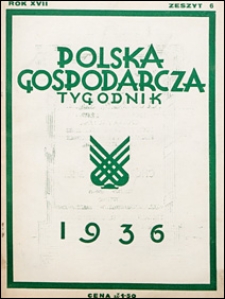 ROK XVII ZESZYT 6
POLSKA
GOSPODARCZA
TYGODNIK
1936
CENA zł 1·50